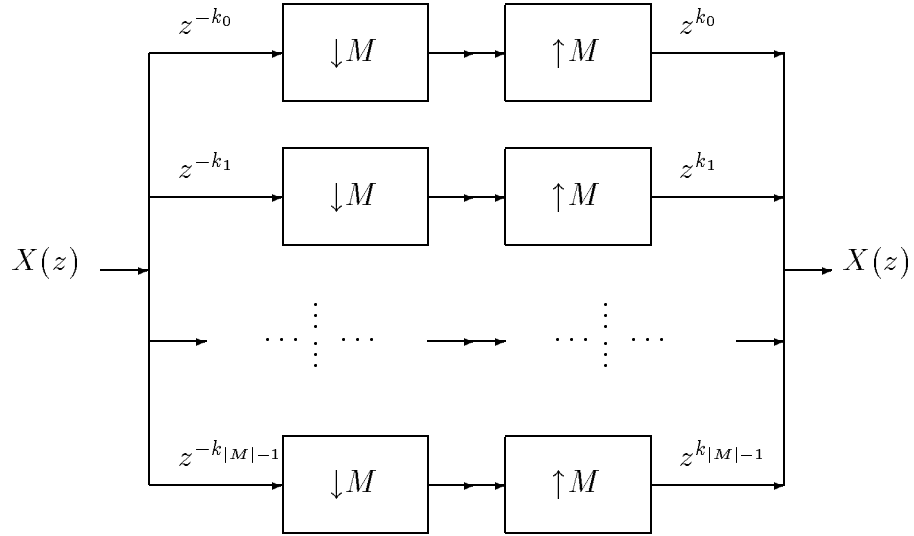 z^{-k_0} ↓M ↑M z^{k_0}
z^{-k_1} ↓M ↑M z^{k_1}
X(z) X(z)
z^{-k_{|M|-1}} ↓M ↑M z^{k_{|M|-1}}